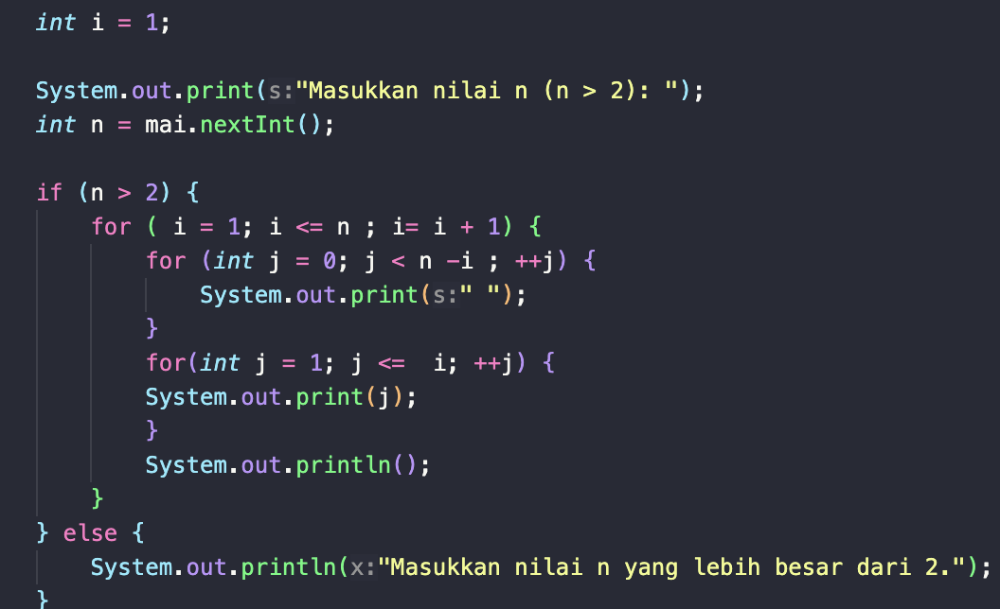 int i = 1;
System.out.print(s:"Masukkan nilai n (n > 2): ");
int n = mai.nextInt();
if (n > 2) {
for ( i = 1; i <= n ; i= i + 1) {
for (int j = 0; j < n -i ; ++j) {
System.out.print(s:" ");
}
for(int j = 1; j <=  i; ++j) {
System.out.print(j);
}
System.out.println();
}
} else {
System.out.println(x:"Masukkan nilai n yang lebih besar dari 2.");
}